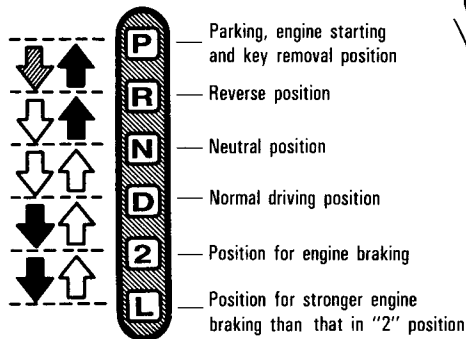 P
Parking, engine starting
and key removal position
R
Reverse position
N
Neutral position
D
Normal driving position
2
Position for engine braking
L
Position for stronger engine
braking than that in "2" position